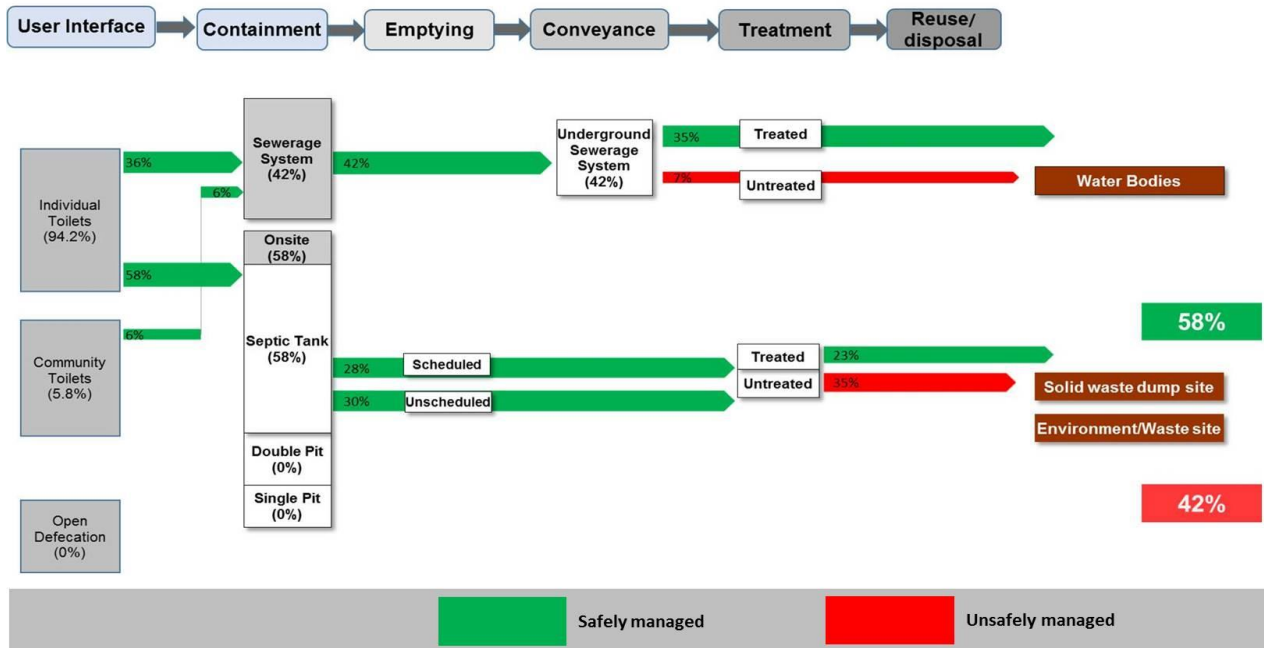 User Interface
Containment
Emptying
Conveyance
Treatment
Reuse/
disposal
Sewerage
System
(42%)
Underground
Sewerage
System
(42%)
35%
Treated
36%
42%
7%
Untreated
Water Bodies
6%
Individual
Toilets
(94.2%)
Onsite
(58%)
58%
58%
6%
Septic Tank
(58%)
Community
Toilets
(5.8%)
28%
Scheduled
Treated
23%
Untreated
35%
Solid waste dump site
30%
Unscheduled
Environment/Waste site
Double Pit
(0%)
Single Pit
(0%)
42%
Open
Defecation
(0%)
Safely managed
Unsafely managed